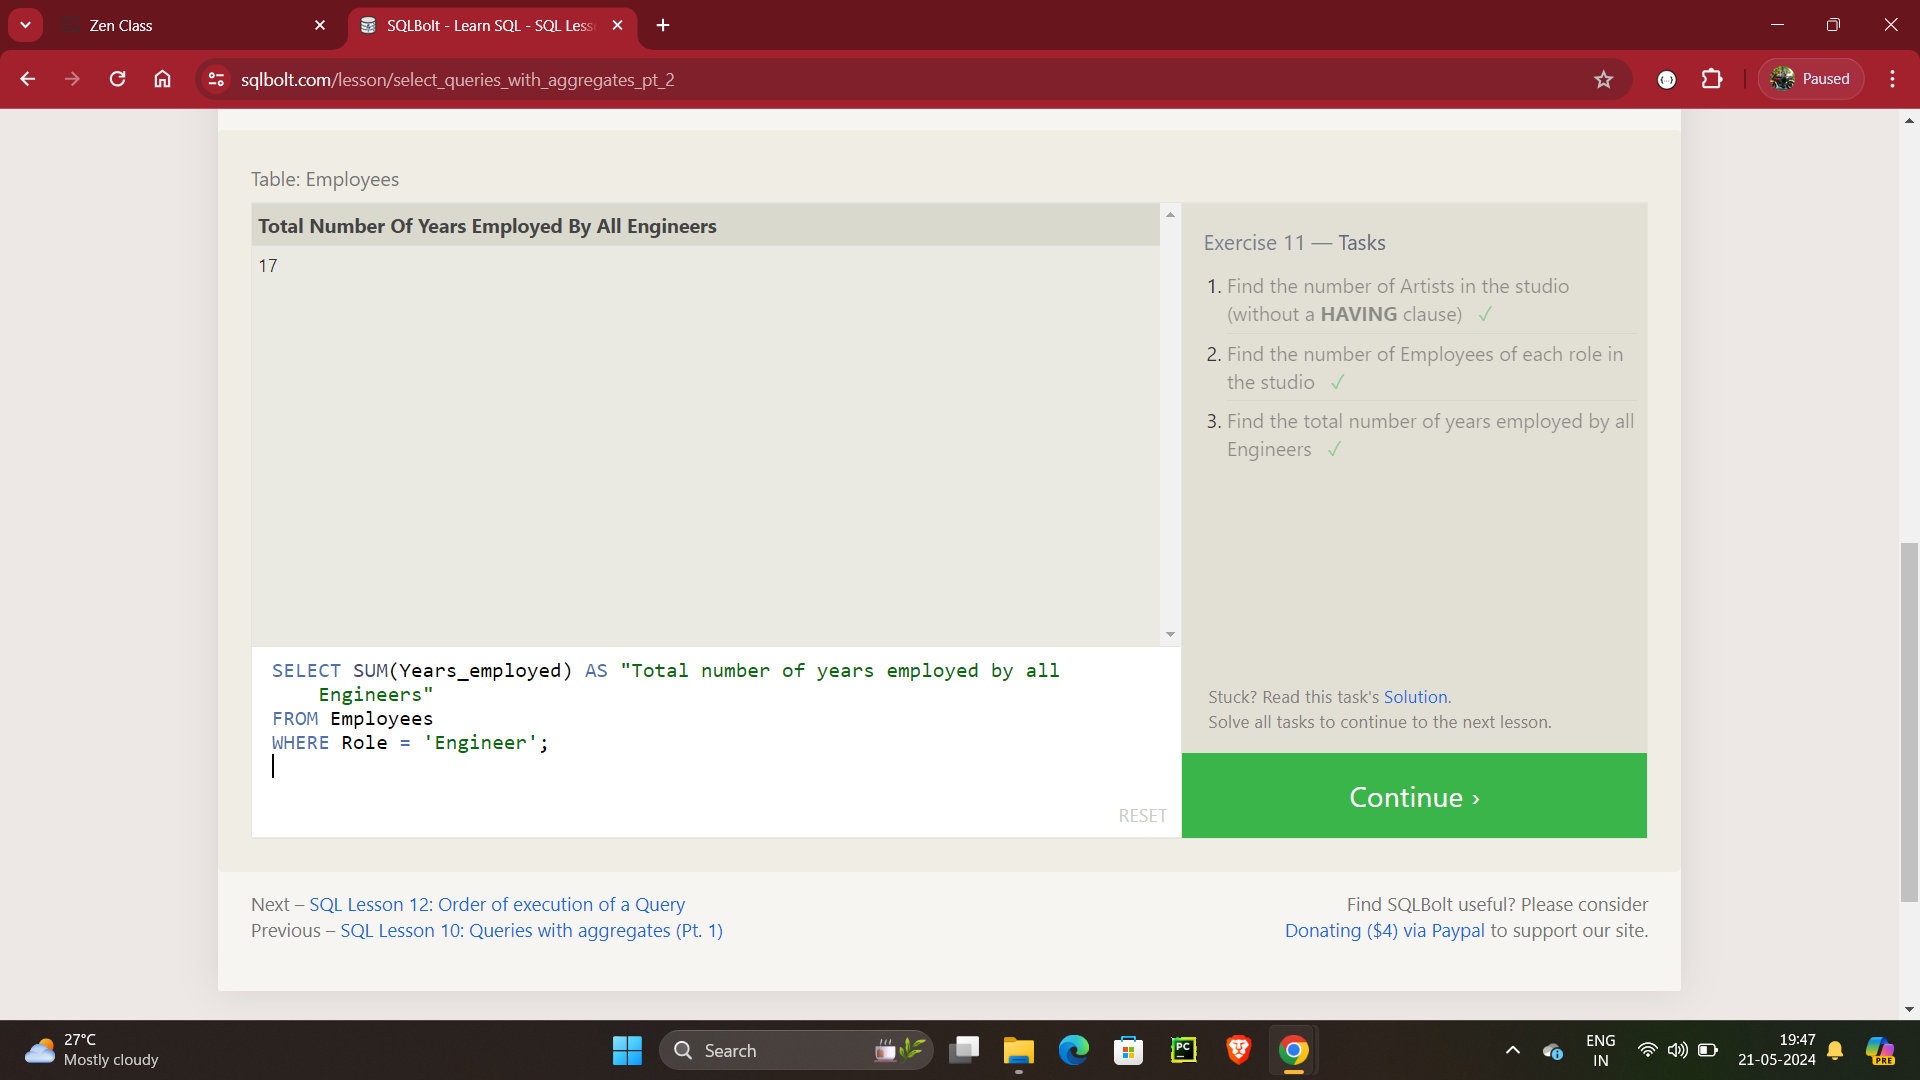 Zen Class
SQLBolt - Learn SQL - SQL Less
sqlbolt.com/lesson/select_queries_with_aggregates_pt_2
Paused
Table: Employees
Total Number Of Years Employed By All Engineers
17
Exercise 11 — Tasks
1. Find the number of Artists in the studio
(without a HAVING clause) ✓
2. Find the number of Employees of each role in
the studio ✓
3. Find the total number of years employed by all
Engineers ✓
SELECT SUM(Years_employed) AS "Total number of years employed by all
Engineers"
FROM Employees
WHERE Role = 'Engineer';
RESET
Stuck? Read this task's Solution.
Solve all tasks to continue to the next lesson.
Continue ›
Next – SQL Lesson 12: Order of execution of a Query
Previous – SQL Lesson 10: Queries with aggregates (Pt. 1)
Find SQLBolt useful? Please consider
Donating ($4) via Paypal to support our site.
27°C
Mostly cloudy
Search
PC
PRE
ENG
IN
19:47
21-05-2024